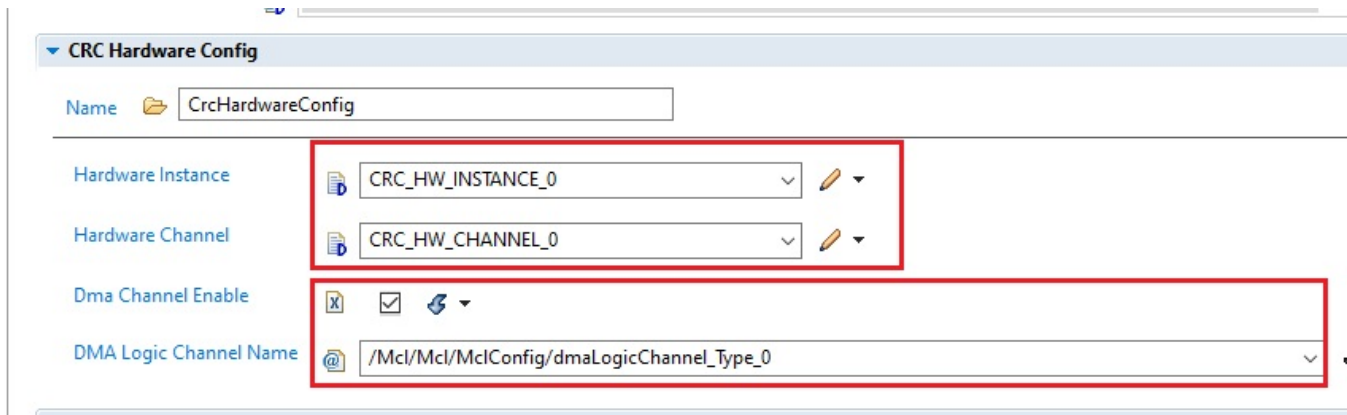 CRC Hardware Config
Name CrcHardwareConfig
Hardware Instance CRC_HW_INSTANCE_0
Hardware Channel CRC_HW_CHANNEL_0
Dma Channel Enable
DMA Logic Channel Name /Mcl/Mcl/MclConfig/dmaLogicChannel_Type_0